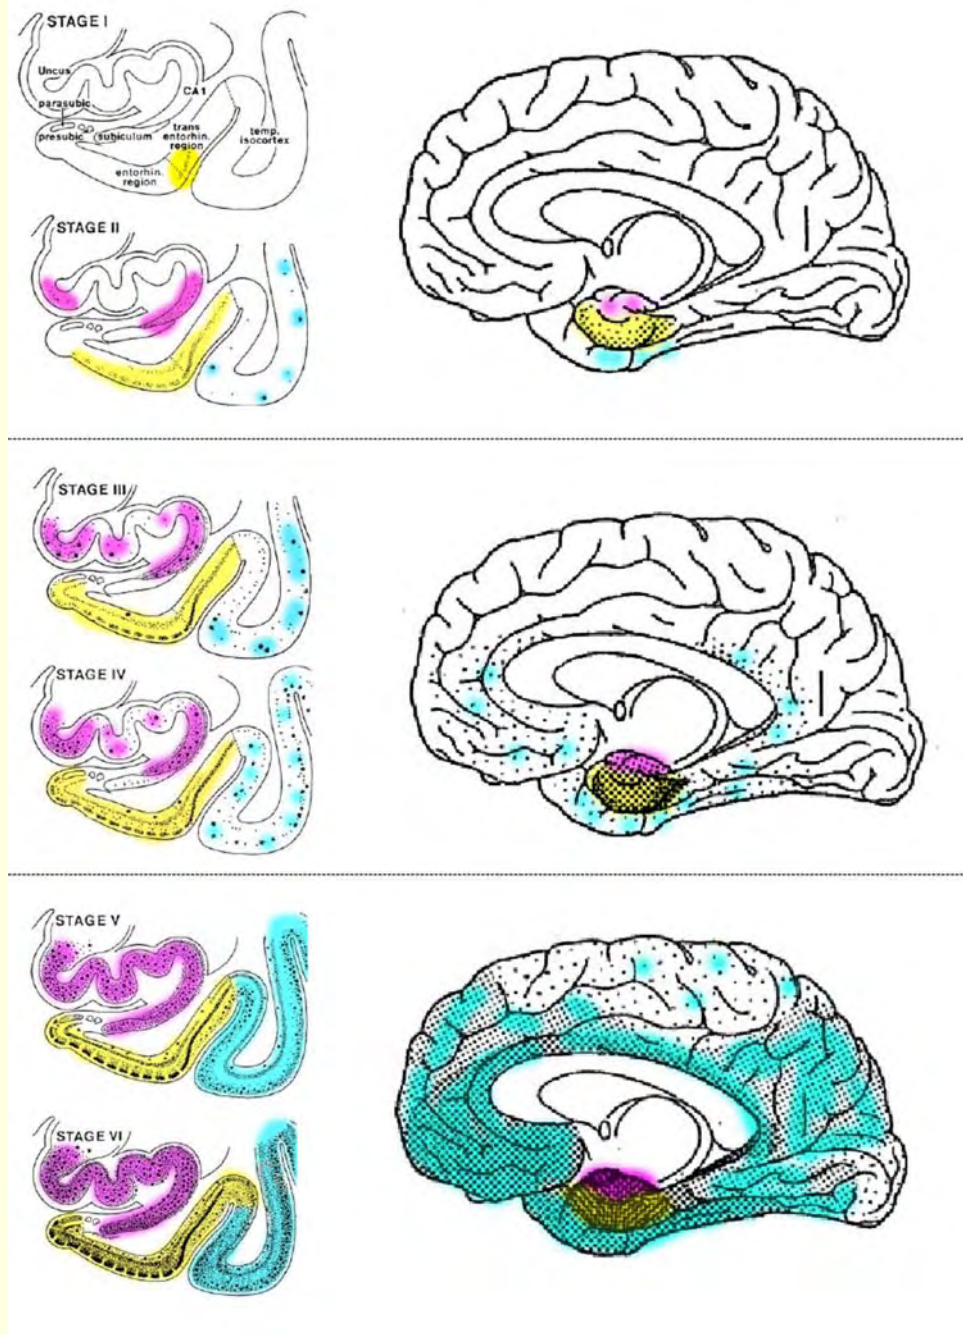 STAGE I
Uncus
CA1
parasubic.
trans
entorhin.
region
temp.
isocortex
presubic.
subiculum
entorhin.
region
STAGE II
STAGE III
STAGE IV
STAGE V
STAGE VI